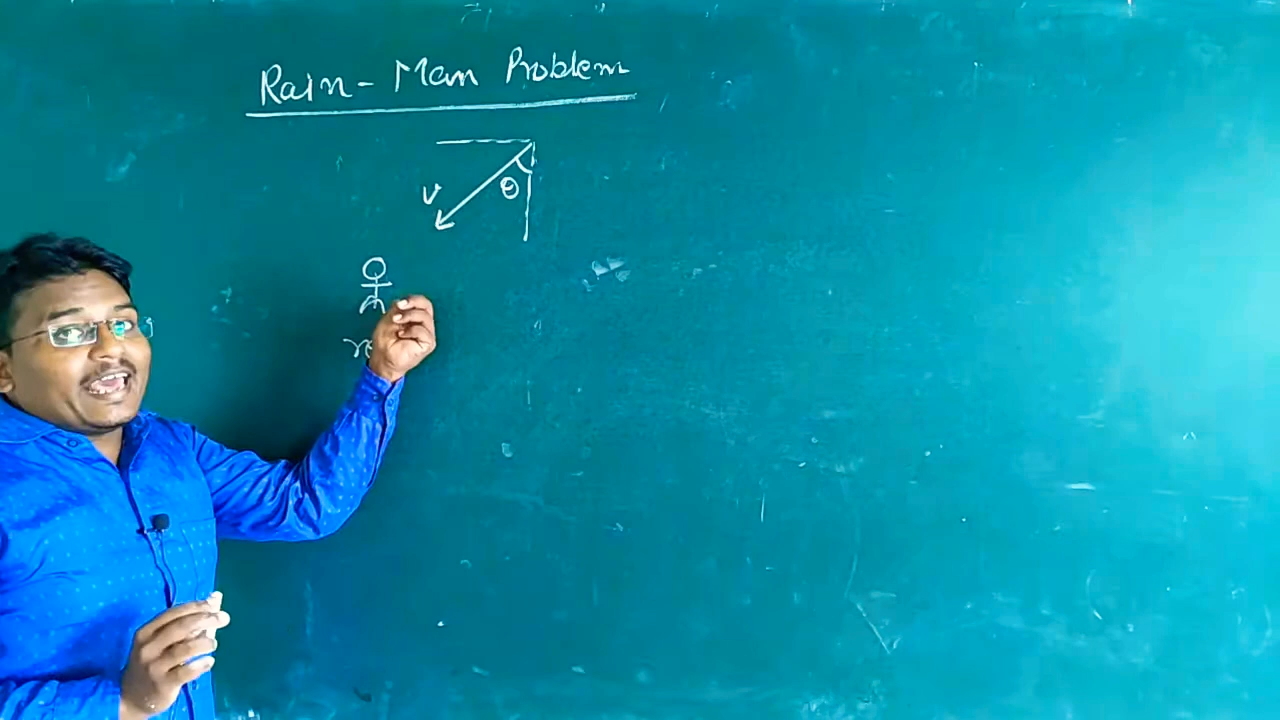 Rain - Man Problem
v
θ